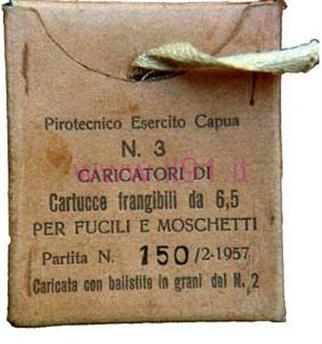 Pirotecnico Esercito Capua
N. 3
CARICATORI DI
Cartucce frangibili da 6,5
PER FUCILI E MOSCHETTI
Partita N. 150/2-1957
Caricata con balistite in grani del N. 2